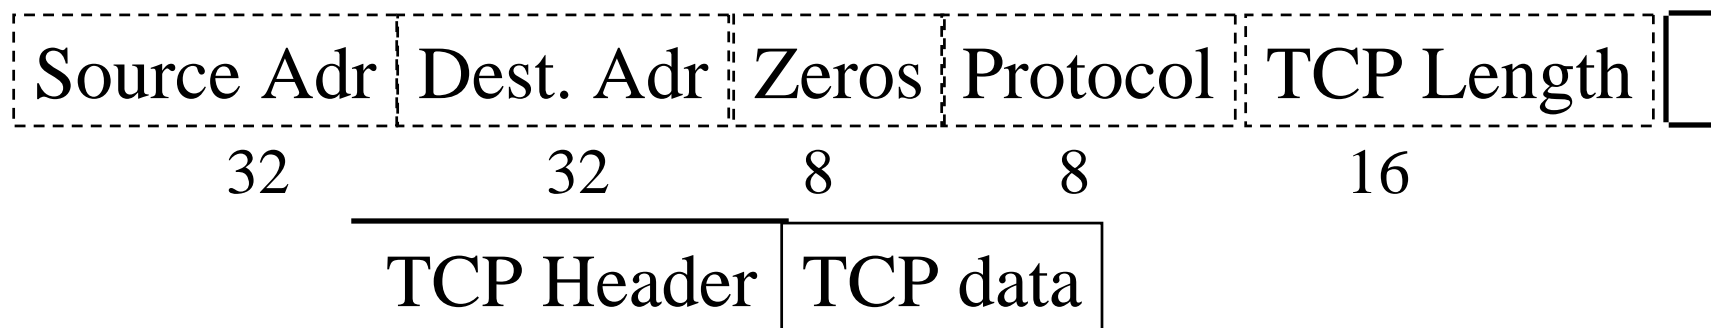 Source Adr Dest. Adr Zeros Protocol TCP Length
32 32 8 8 16
TCP Header TCP data